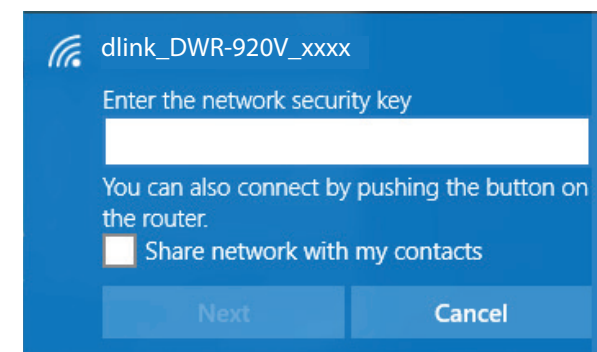 dlink_DWR-920V_xxxx
Enter the network security key
You can also connect by pushing the button on
the router.
Share network with my contacts
Next
Cancel